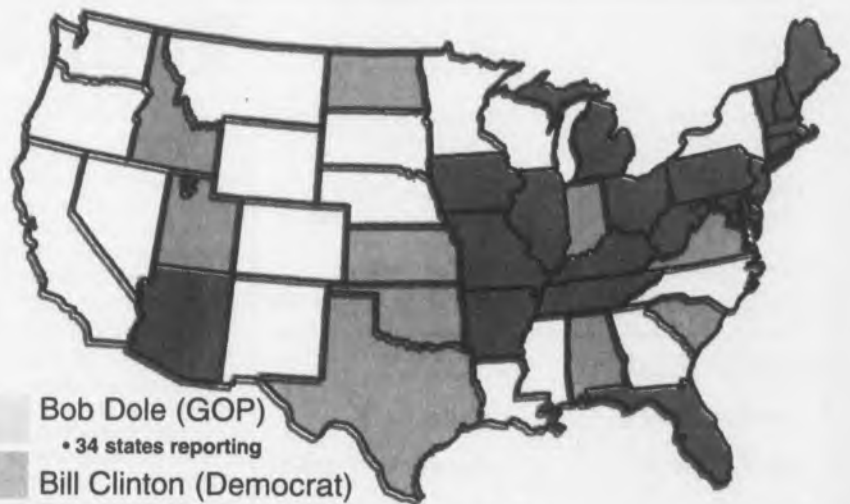 Bob Dole (GOP)
• 34 states reporting
Bill Clinton (Democrat)